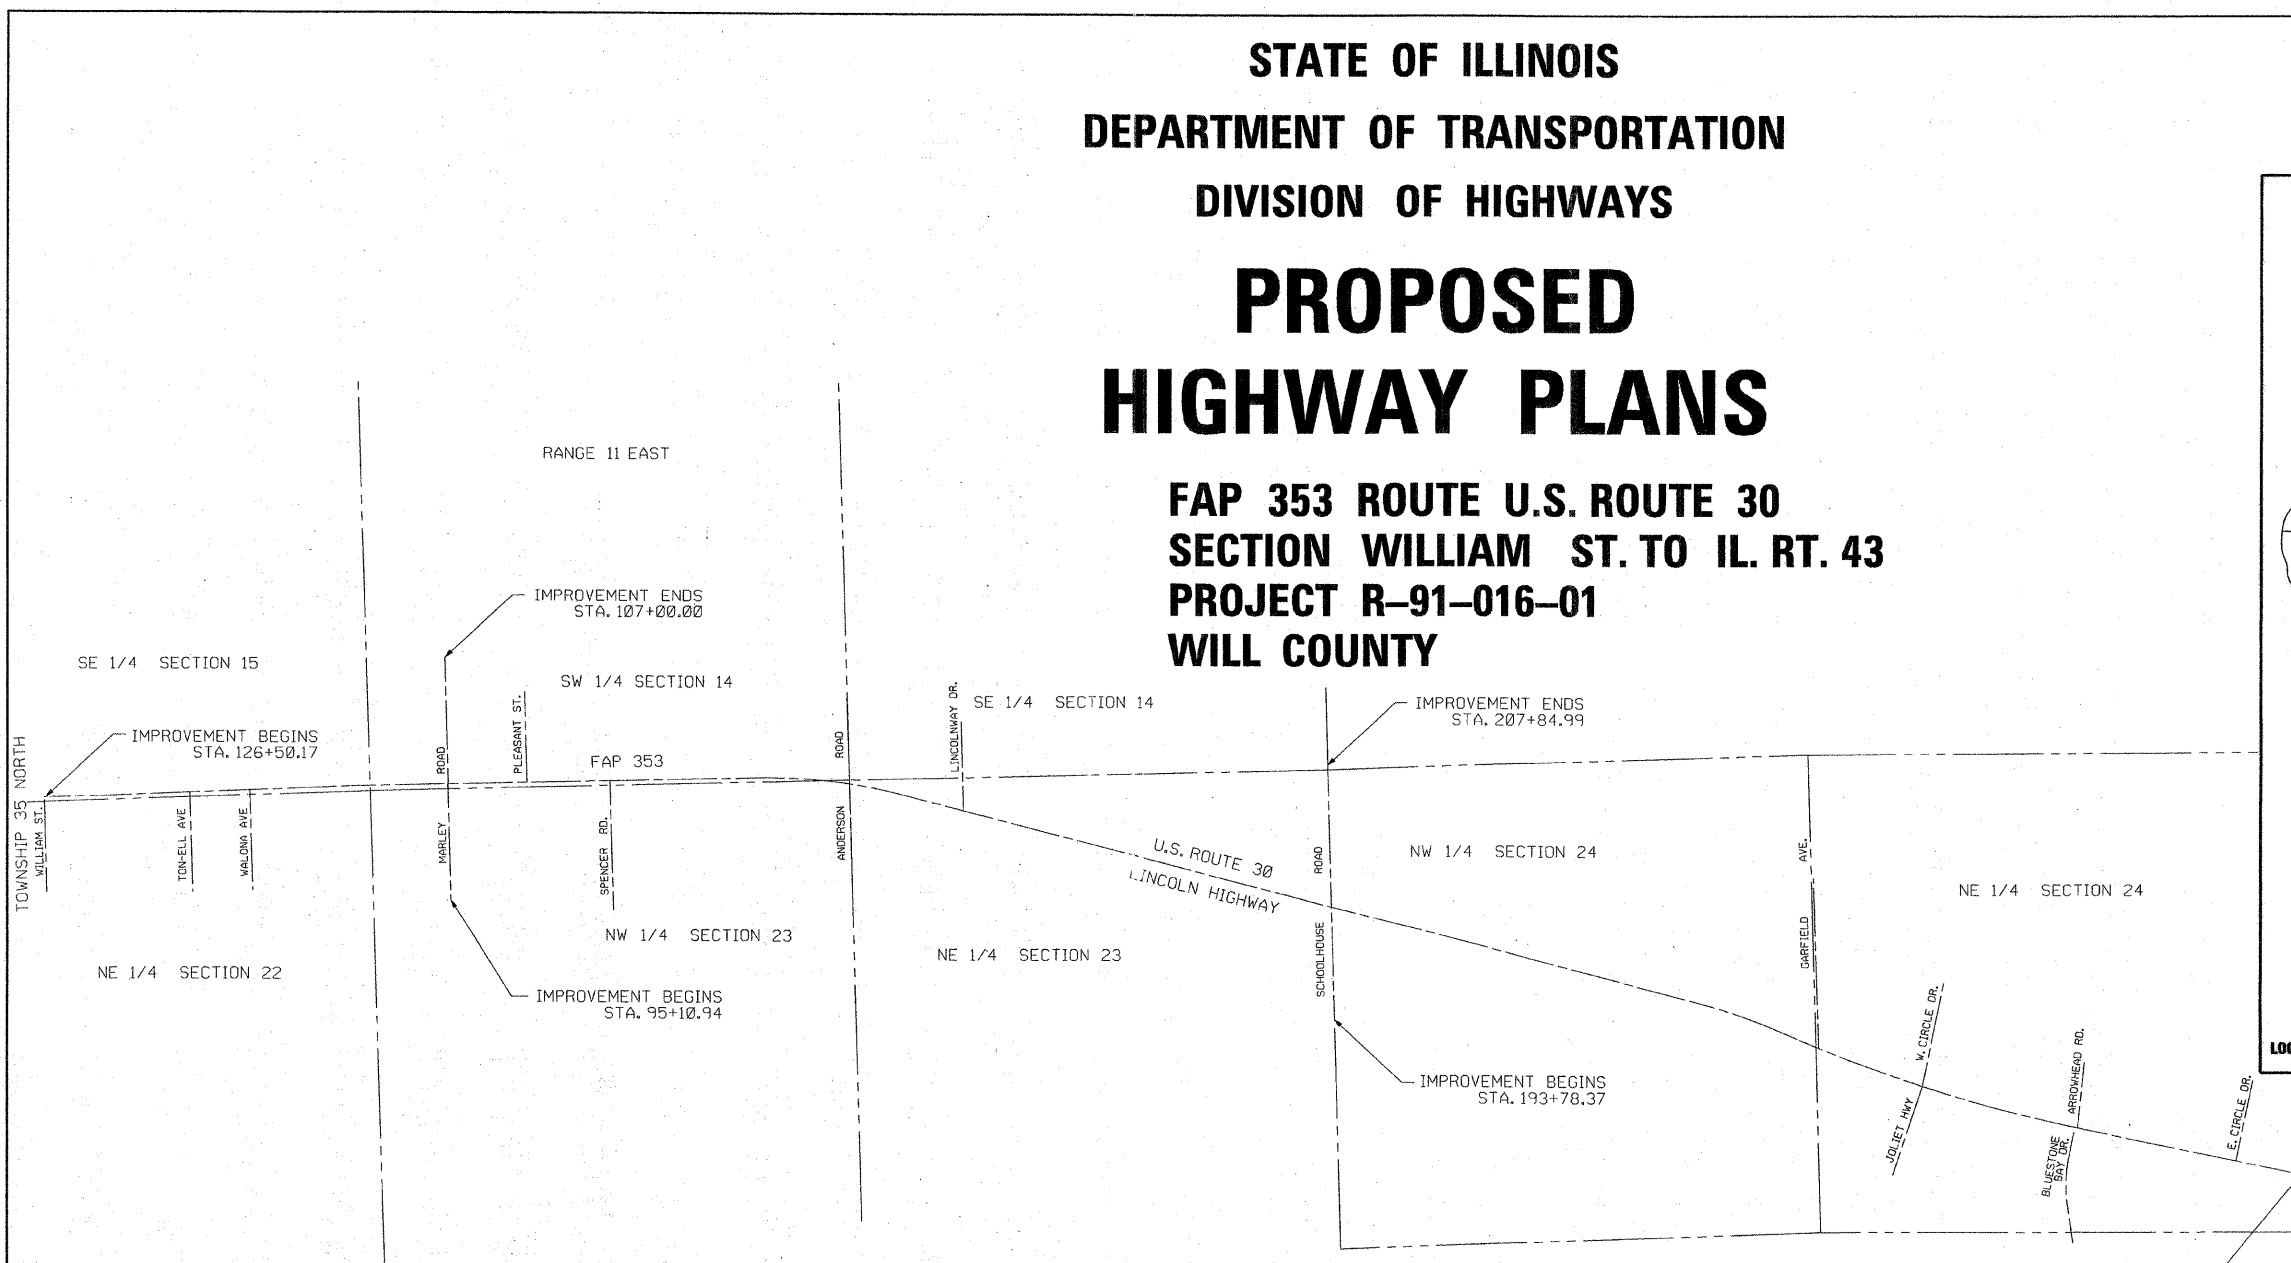 STATE OF ILLINOIS
DEPARTMENT OF TRANSPORTATION
DIVISION OF HIGHWAYS
PROPOSED
HIGHWAY PLANS
FAP 353 ROUTE U.S. ROUTE 30
SECTION WILLIAM ST. TO IL. RT. 43
PROJECT R-91-016-01
WILL COUNTY
RANGE 11 EAST
IMPROVEMENT ENDS
STA. 107+00.00
SE 1/4 SECTION 15
SW 1/4 SECTION 14
SE 1/4 SECTION 14
IMPROVEMENT ENDS
STA. 207+84.99
IMPROVEMENT BEGINS
STA. 126+50.17
TOWNSHIP 35 NORTH
WILLIAM ST.
TON-ELL AVE
WALONA AVE
MARLEY ROAD
PLEASANT ST.
FAP 353
SPENCER RD.
ANDERSON ROAD
LINCOLNWAY DR.
U.S. ROUTE 30
LINCOLN HIGHWAY
SCHOOLHOUSE ROAD
NW 1/4 SECTION 24
GARFIELD AVE.
NE 1/4 SECTION 24
NW 1/4 SECTION 23
NE 1/4 SECTION 23
NE 1/4 SECTION 22
IMPROVEMENT BEGINS
STA. 95+10.94
IMPROVEMENT BEGINS
STA. 193+78.37
W. CIRCLE DR.
JOLIET HWY
ARROWHEAD RD.
BLUESTONE
BAY DR.
E. CIRCLE DR.